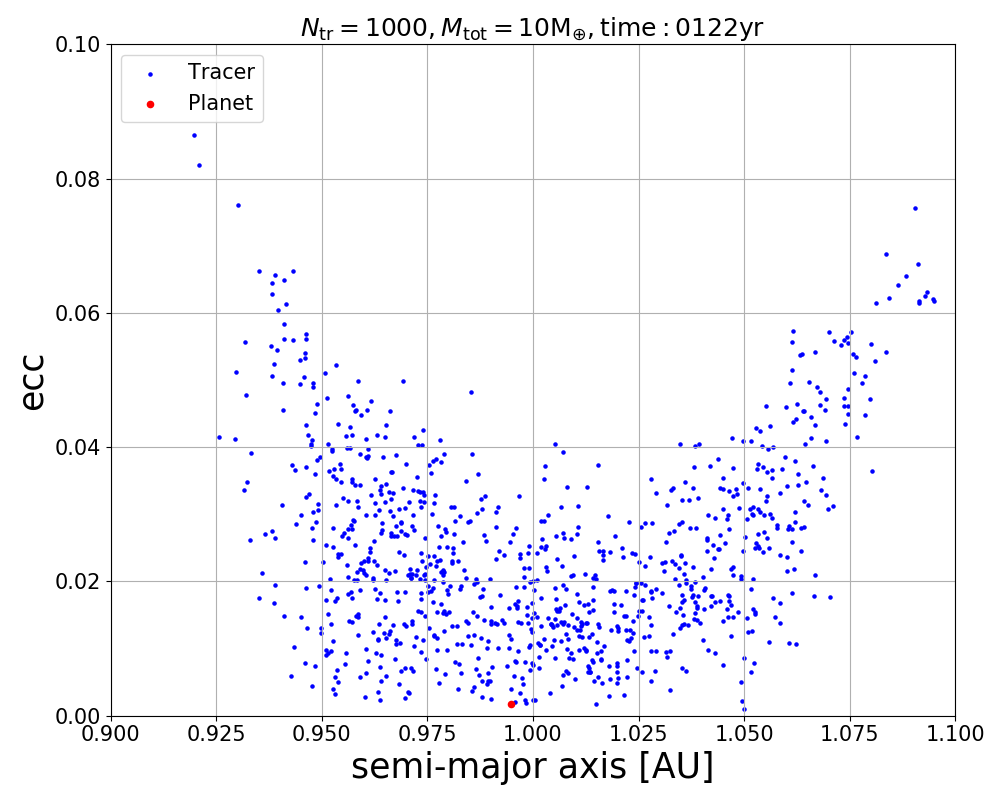 N_tr = 1000, M_tot = 10M_⊕, time : 0122yr
0.10
Tracer
Planet
0.08
0.06
ecc
0.04
0.02
0.00
0.900 0.925 0.950 0.975 1.000 1.025 1.050 1.075 1.100
semi-major axis [AU]